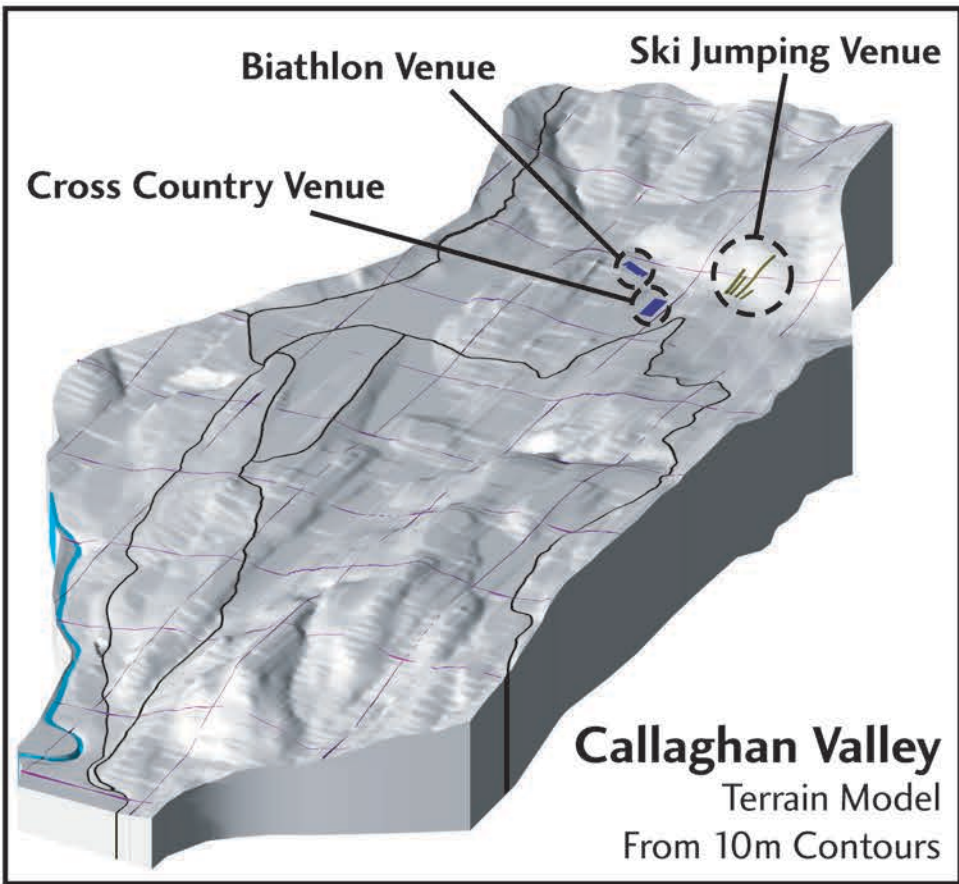 Ski Jumping Venue
Biathlon Venue
Cross Country Venue
Callaghan Valley
Terrain Model
From 10m Contours